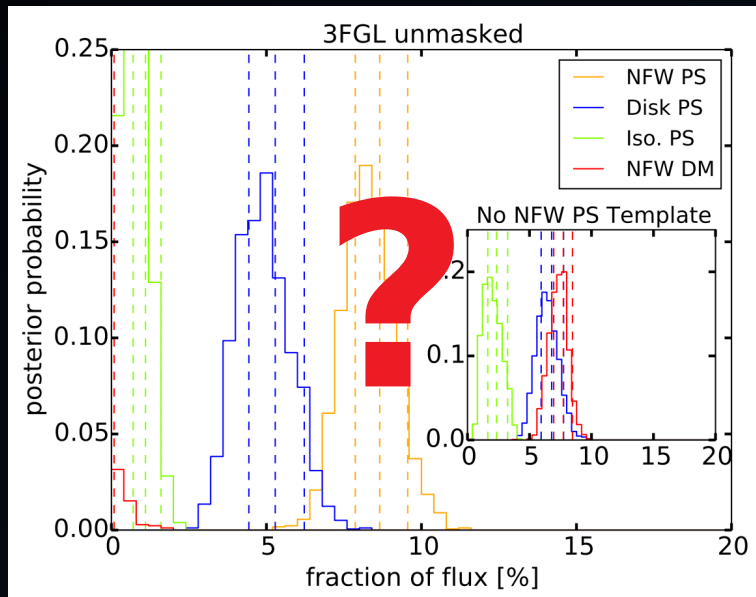 3FGL unmasked
0.25
0.20
0.15
0.10
0.05
0.00
posterior probability
NFW PS
Disk PS
Iso. PS
NFW DM
?
No NFW PS Template
.2
0.1
0.0
0 5 10 15 20
0 5 10 15 20
fraction of flux [%]